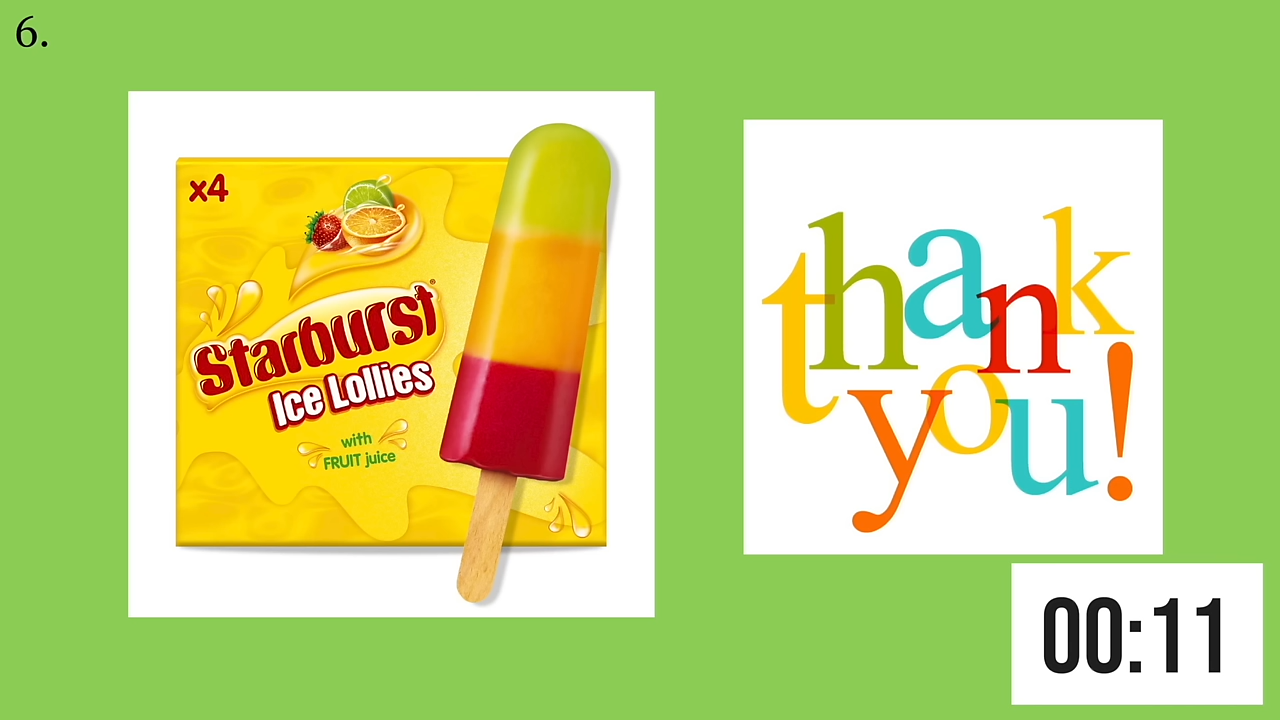 6.
x4
Starburst®
Ice Lollies
with
FRUIT juice
thank
you!
00:11